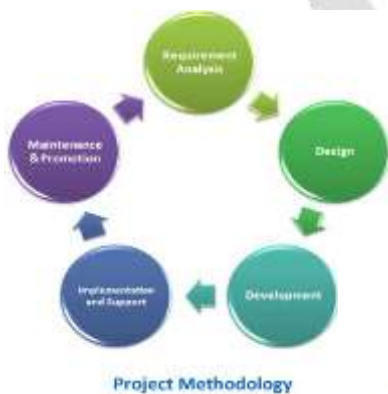 Requirement
Analysis
Design
Development
Implementation
and Support
Maintenance
& Promotion
Project Methodology